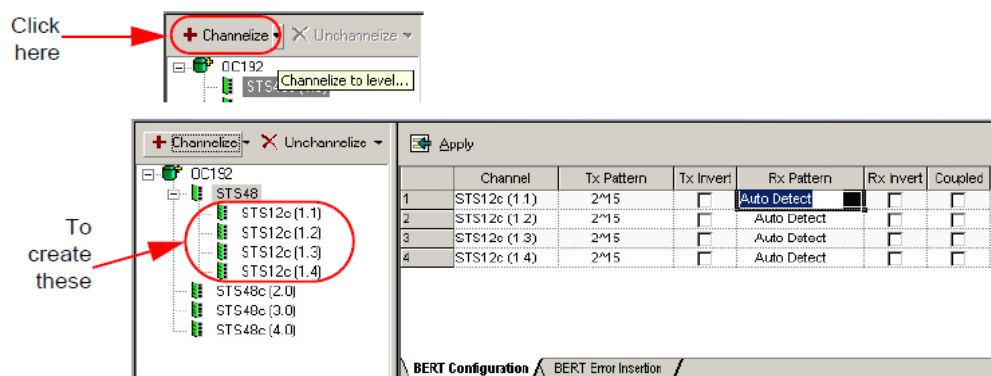 Click here
Channelize Unchannelize
OC192
Channelize to level...
Channelize Unchannelize
OC192
STS48
STS12c (1.1)
STS12c (1.2)
STS12c (1.3)
STS12c (1.4)
STS48c (2.0)
STS48c (3.0)
STS48c (4.0)
To create these
Apply
Channel Tx Pattern Tx Invert Rx Pattern Rx Invert Coupled
1 STS12c (1.1) 2^15 Auto Detect
2 STS12c (1.2) 2^15 Auto Detect
3 STS12c (1.3) 2^15 Auto Detect
4 STS12c (1.4) 2^15 Auto Detect
BERT Configuration BERT Error Insertion